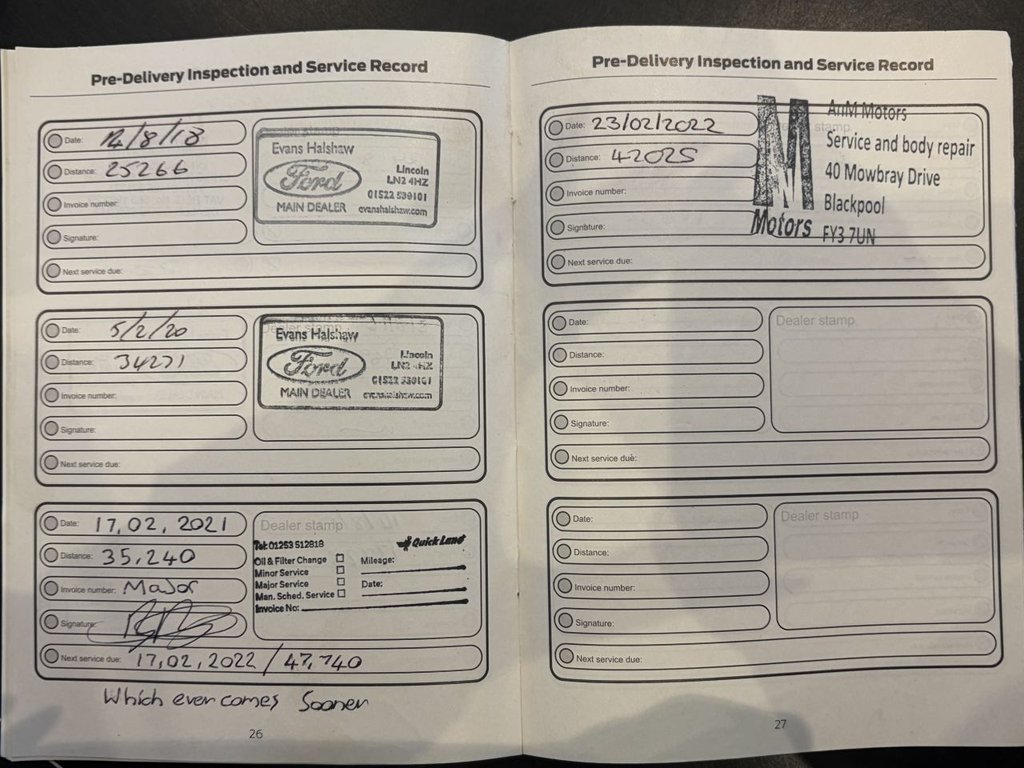 Pre-Delivery Inspection and Service Record
Date: 14/8/18
Distance: 25266
Invoice number:
Signature:
Next service due:
Dealer stamp
Evans Halshaw
Ford
MAIN DEALER
Lincoln
LN2 4HZ
01522 530101
evanshalshaw.com
Date: 5/2/20
Distance: 34271
Invoice number:
Signature:
Next service due:
Dealer stamp
Evans Halshaw
Ford
MAIN DEALER
Lincoln
LN2 4HZ
01522 530101
evanshalshaw.com
Date: 17,02,2021
Distance: 35,240
Invoice number: Major
Signature:
Next service due: 17,02,2022 / 47,740
Dealer stamp
Tel: 01253 512818
Quick Lane
Oil & Filter Change
Minor Service
Major Service
Man. Sched. Service
Invoice No:
Mileage:
Date:
Which ever comes Sooner
26
Pre-Delivery Inspection and Service Record
Date: 23/02/2022
Distance: 42025
Invoice number:
Signature:
Next service due:
stamp
M
Motors
AnM Motors
Service and body repair
40 Mowbray Drive
Blackpool
FY3 7UN
Date:
Distance:
Invoice number:
Signature:
Next service due:
Dealer stamp
Date:
Distance:
Invoice number:
Signature:
Next service due:
Dealer stamp
27